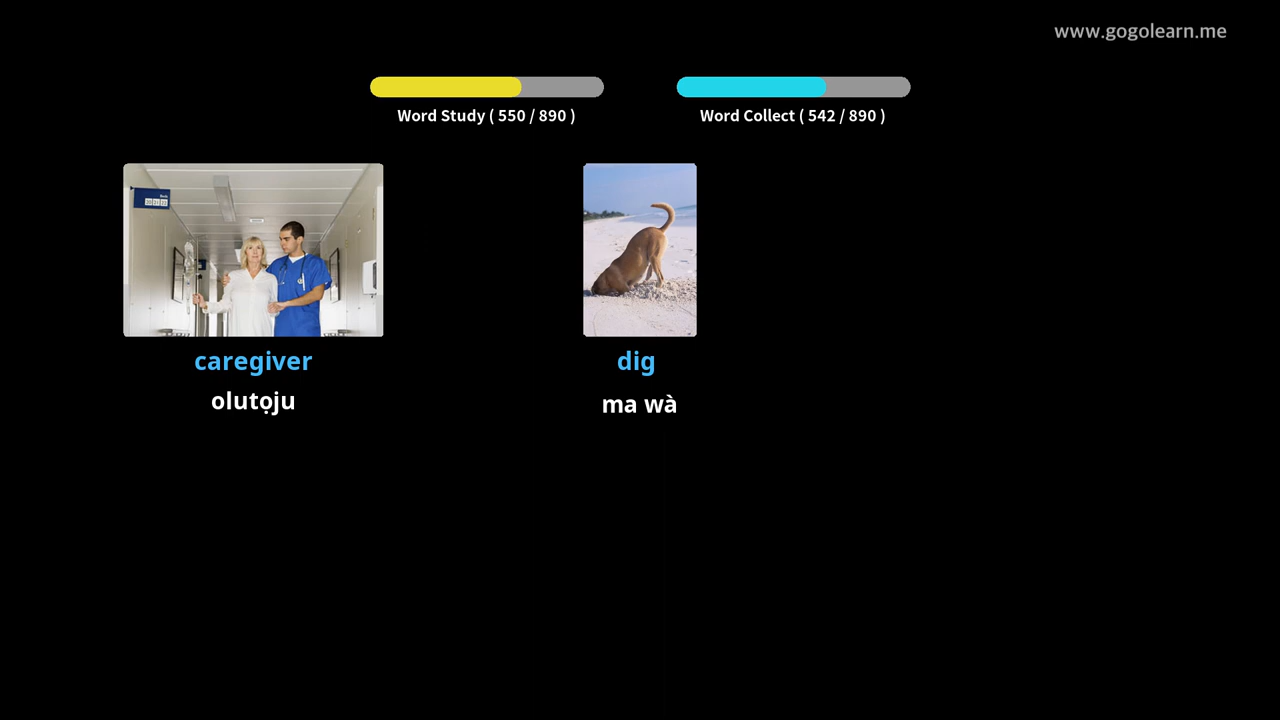 www.gogolearn.me
Word Study ( 550 / 890 )
Word Collect ( 542 / 890 )
caregiver
olutọju
dig
ma wà